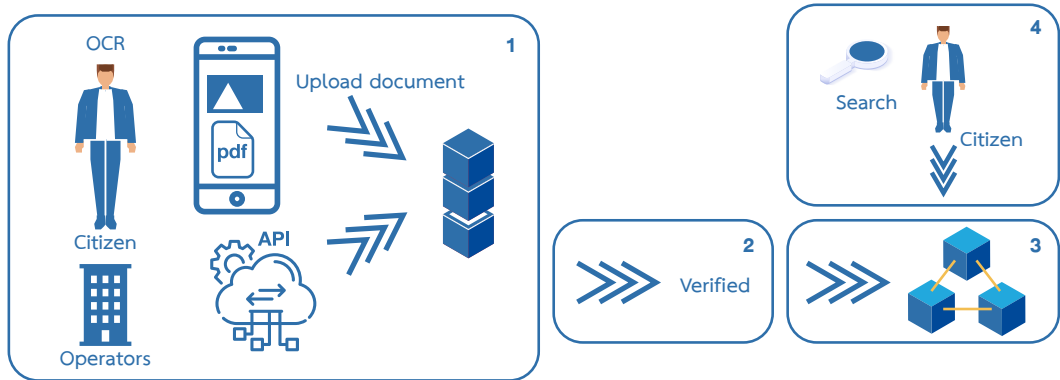 OCR
1
Upload document
pdf
Citizen
API
Operators
2
Verified
3
4
Search
Citizen